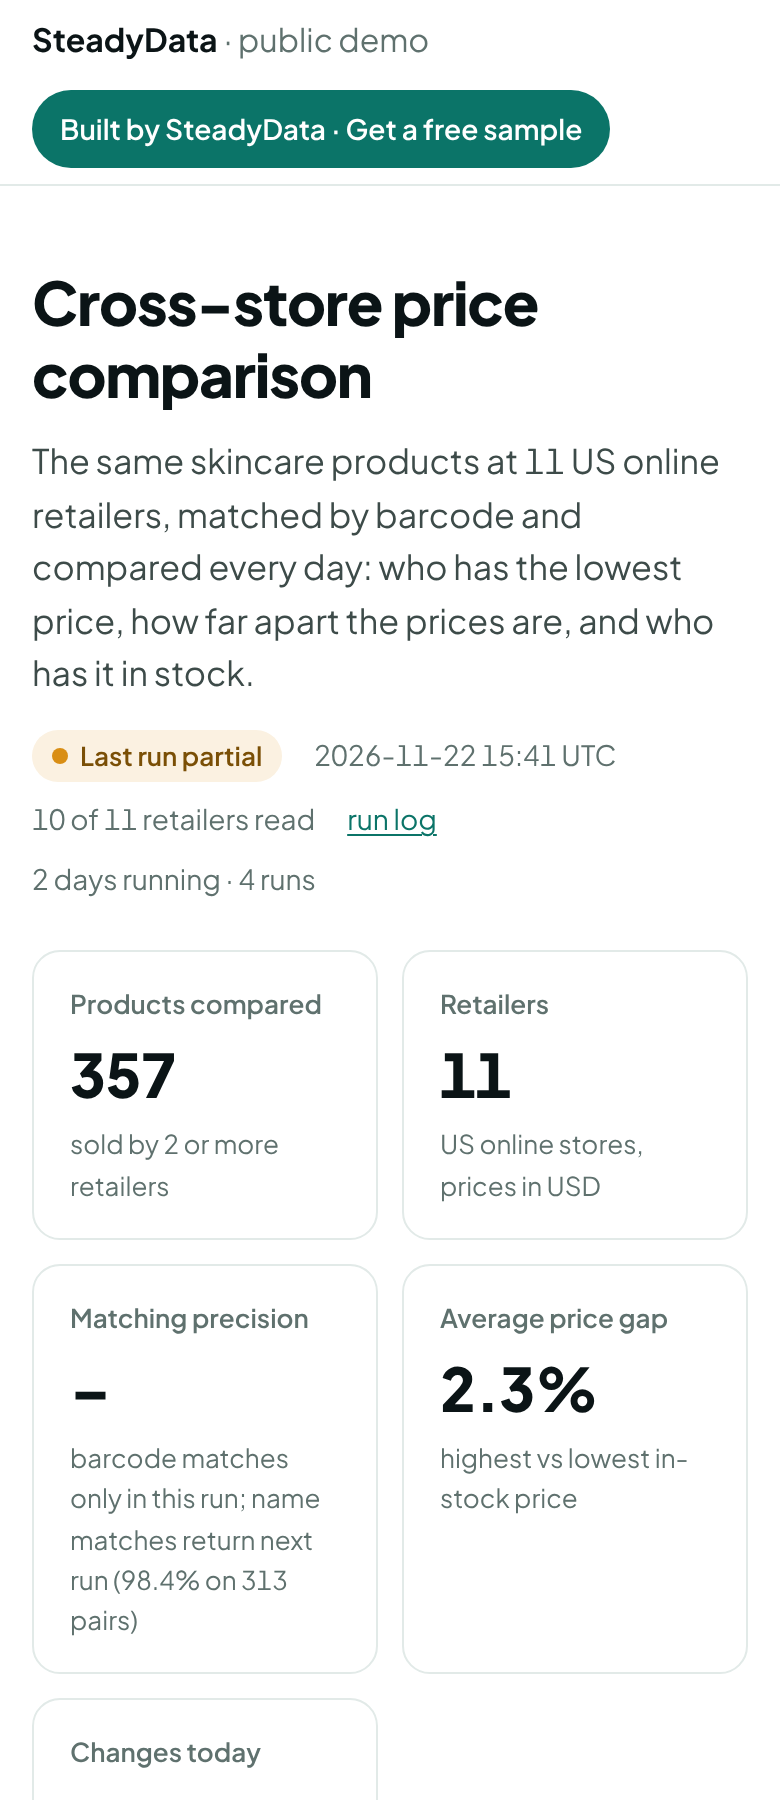 SteadyData · public demo
Built by SteadyData · Get a free sample
Cross-store price
comparison
The same skincare products at 11 US online
retailers, matched by barcode and
compared every day: who has the lowest
price, how far apart the prices are, and who
has it in stock.
Last run partial 2026-11-22 15:41 UTC
10 of 11 retailers read run log
2 days running · 4 runs
Products compared
357
sold by 2 or more
retailers
Retailers
11
US online stores,
prices in USD
Matching precision
–
barcode matches
only in this run; name
matches return next
run (98.4% on 313
pairs)
Average price gap
2.3%
highest vs lowest in-
stock price
Changes today